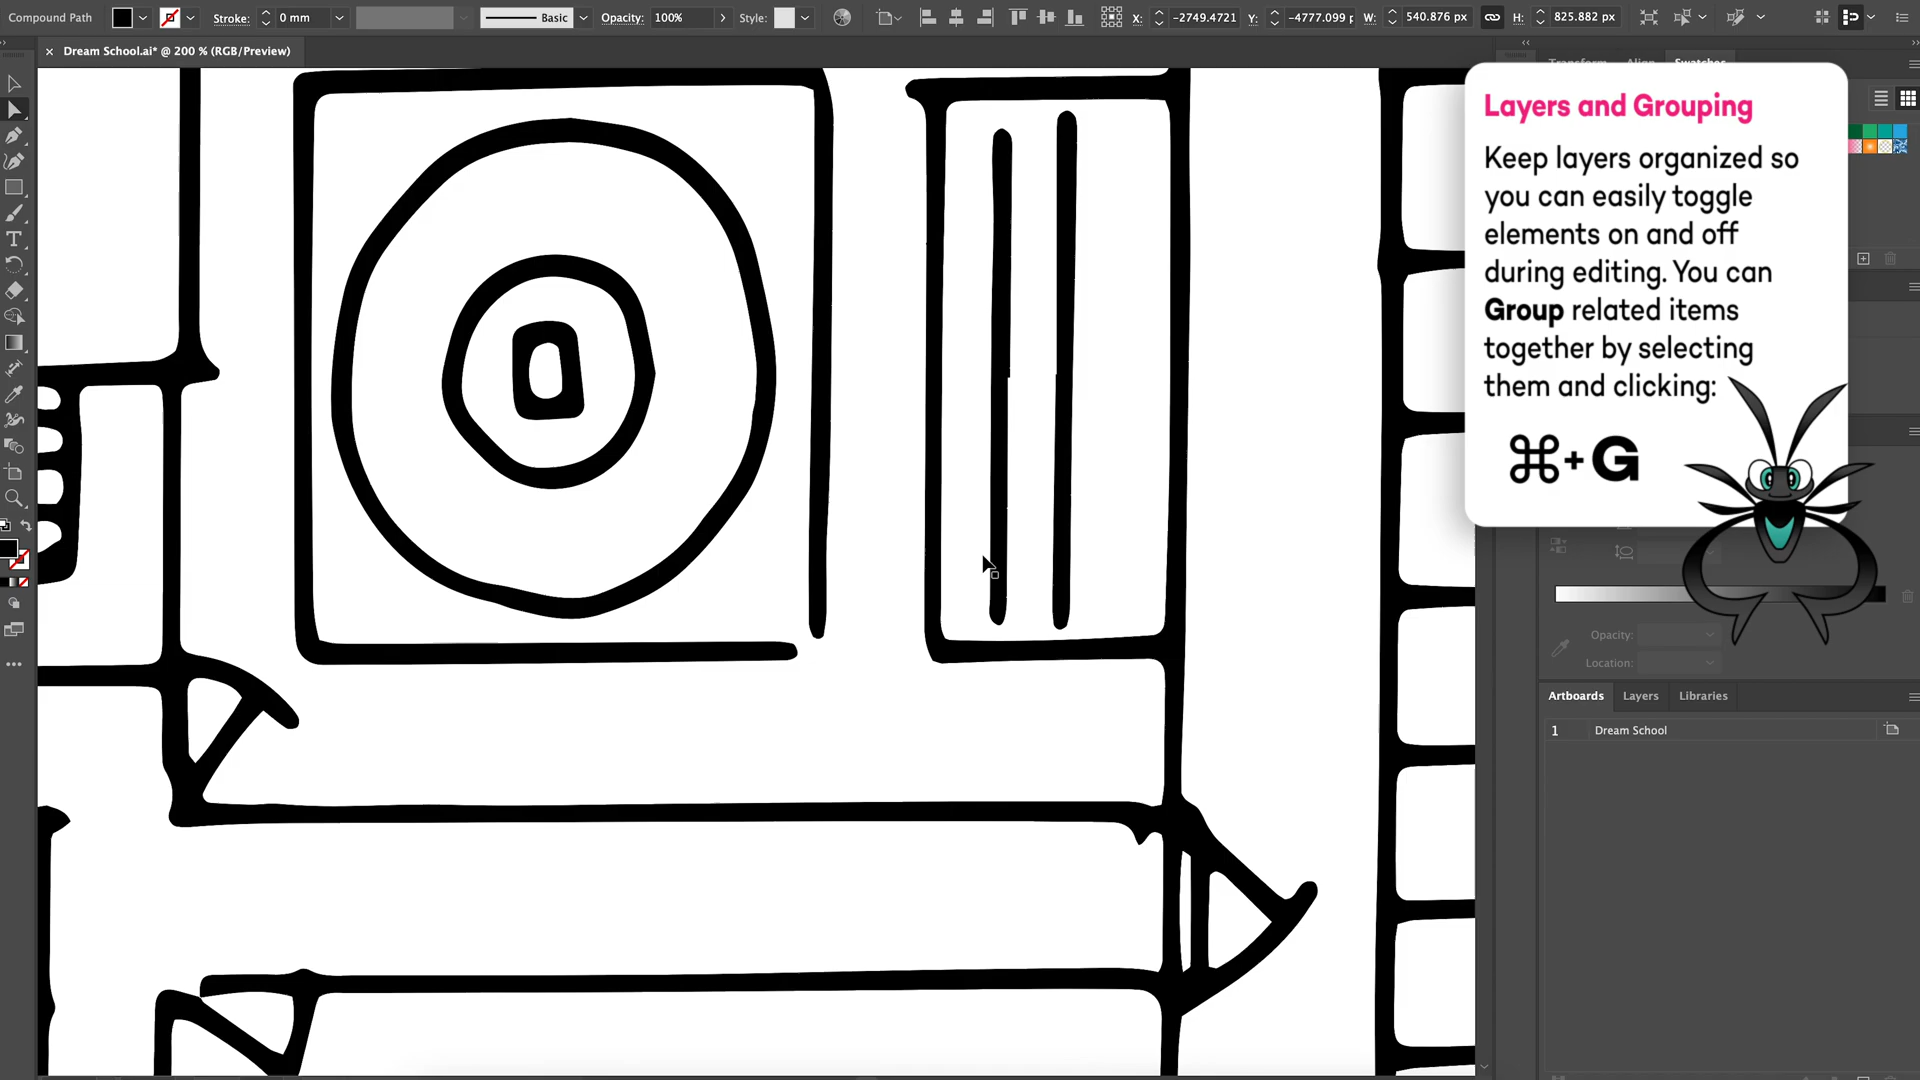 Compound Path
Stroke:
0 mm
Basic
Opacity:
100%
Style:
X:
-2749.4721
Y:
-4777.099 p
W:
540.876 px
H:
825.882 px
Dream School.ai* @ 200 % (RGB/Preview)
Layers and Grouping
Keep layers organized so
you can easily toggle
elements on and off
during editing. You can
Group related items
together by selecting
them and clicking:
⌘+G
Opacity:
Location:
Artboards
Layers
Libraries
1
Dream School